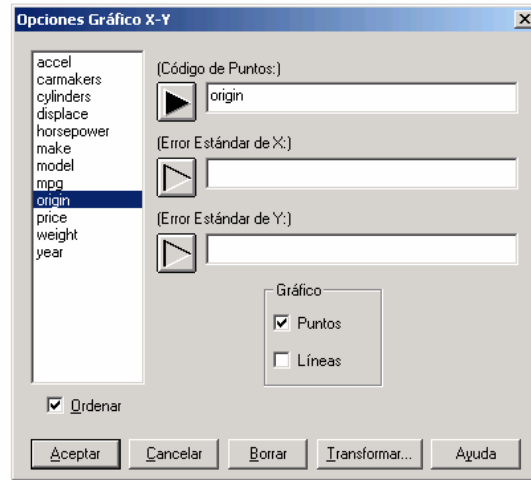 Opciones Gráfico X-Y
accel
carmakers
cylinders
displace
horsepower
make
model
mpg
origin
price
weight
year
Ordenar
(Código de Puntos:)
origin
(Error Estándar de X:)
(Error Estándar de Y:)
Gráfico
Puntos
Líneas
Aceptar
Cancelar
Borrar
Transformar...
Ayuda